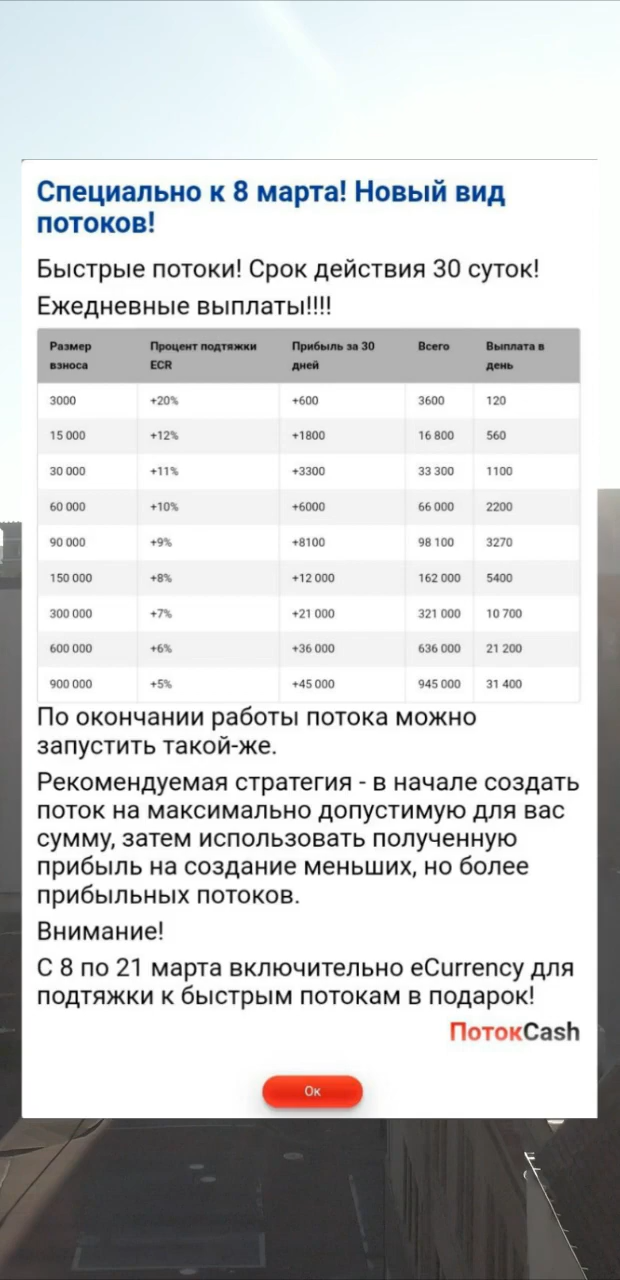 Специально к 8 марта! Новый вид
потоков!
Быстрые потоки! Срок действия 30 суток!
Ежедневные выплаты!!!!
Размер взноса Процент подтяжки ECR Прибыль за 30 дней Всего Выплата в день
3000 +20% +600 3600 120
15 000 +12% +1800 16 800 560
30 000 +11% +3300 33 300 1100
60 000 +10% +6000 66 000 2200
90 000 +9% +8100 98 100 3270
150 000 +8% +12 000 162 000 5400
300 000 +7% +21 000 321 000 10 700
600 000 +6% +36 000 636 000 21 200
900 000 +5% +45 000 945 000 31 400
По окончании работы потока можно
запустить такой-же.
Рекомендуемая стратегия - в начале создать
поток на максимально допустимую для вас
сумму, затем использовать полученную
прибыль на создание меньших, но более
прибыльных потоков.
Внимание!
С 8 по 21 марта включительно eCurrency для
подтяжки к быстрым потокам в подарок!
ПотокCash
Ок